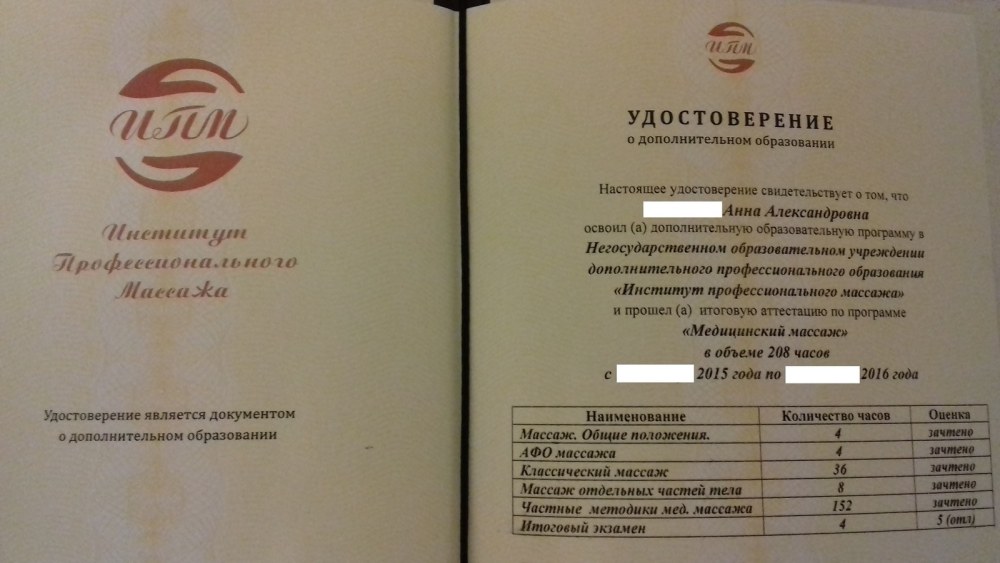 ИПМ
Институт
Профессионального
Массажа
Удостоверение является документом
о дополнительном образовании
ИПМ
УДОСТОВЕРЕНИЕ
о дополнительном образовании
Настоящее удостоверение свидетельствует о том, что
Анна Александровна
освоил (а) дополнительную образовательную программу в
Негосударственном образовательном учреждении
дополнительного профессионального образования
«Институт профессионального массажа»
и прошел (а) итоговую аттестацию по программе
«Медицинский массаж»
в объеме 208 часов
с 2015 года по 2016 года
Наименование Количество часов Оценка
Массаж. Общие положения. 4 зачтено
АФО массажа 4 зачтено
Классический массаж 36 зачтено
Массаж отдельных частей тела 8 зачтено
Частные методики мед. массажа 152 зачтено
Итоговый экзамен 4 5 (отл)